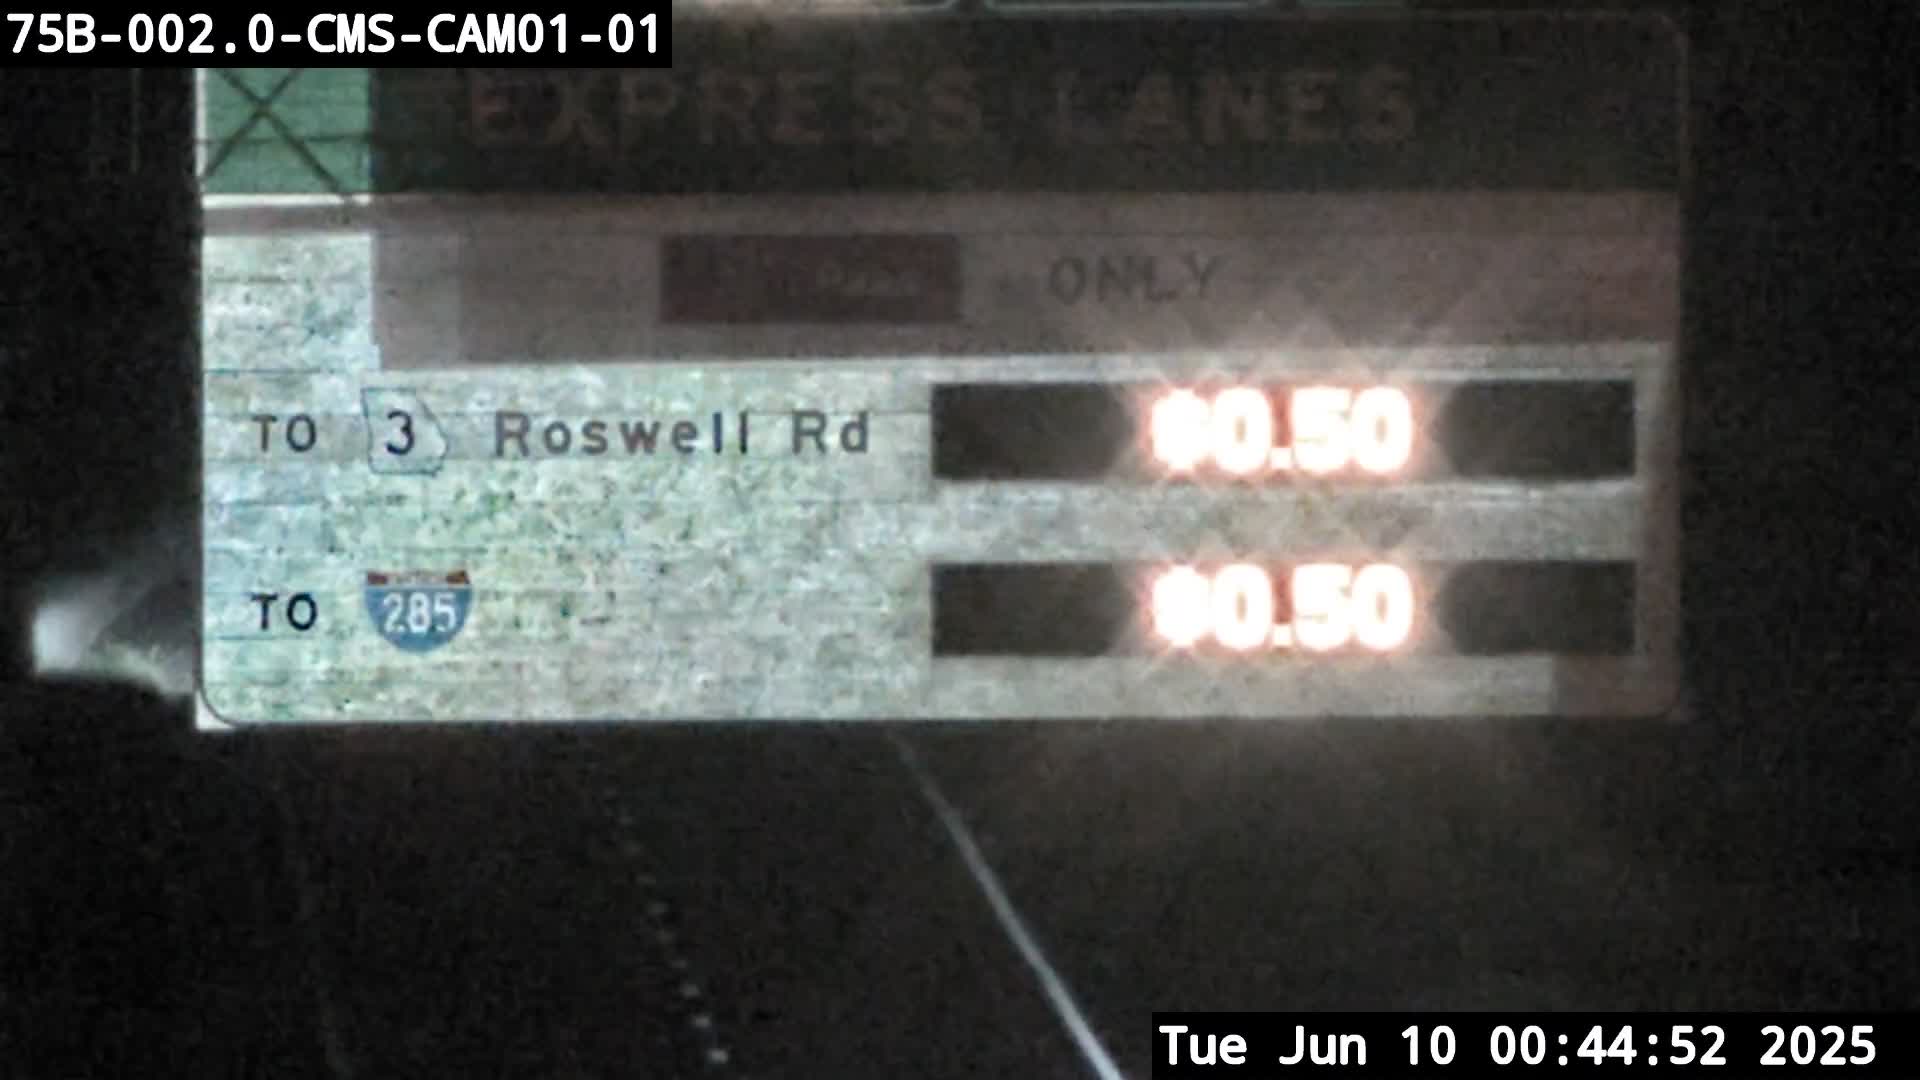 75B-002.0-CMS-CAM01-01
EXPRESS LANES
ONLY
TO 3 Roswell Rd $0.50
TO 285 $0.50
Tue Jun 10 00:44:52 2025